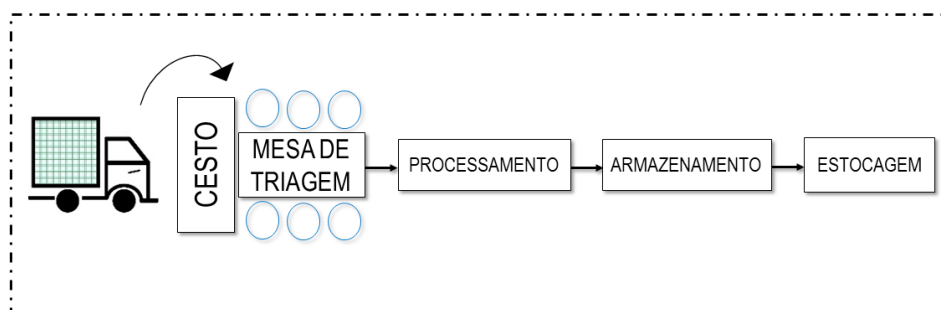 CESTO
MESA DE
TRIAGEM
PROCESSAMENTO
ARMAZENAMENTO
ESTOCAGEM